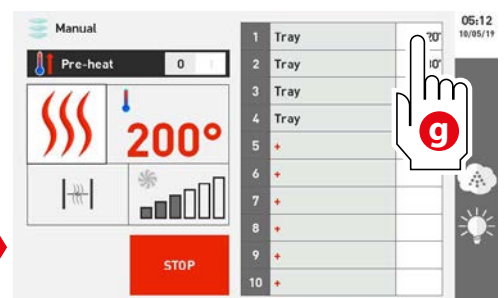 Manual
05:12
10/05/19
Pre-heat 0 1
200°
STOP
1 Tray
2 Tray
3 Tray
4 Tray
5 +
6 +
7 +
8 +
9 +
10 +
g